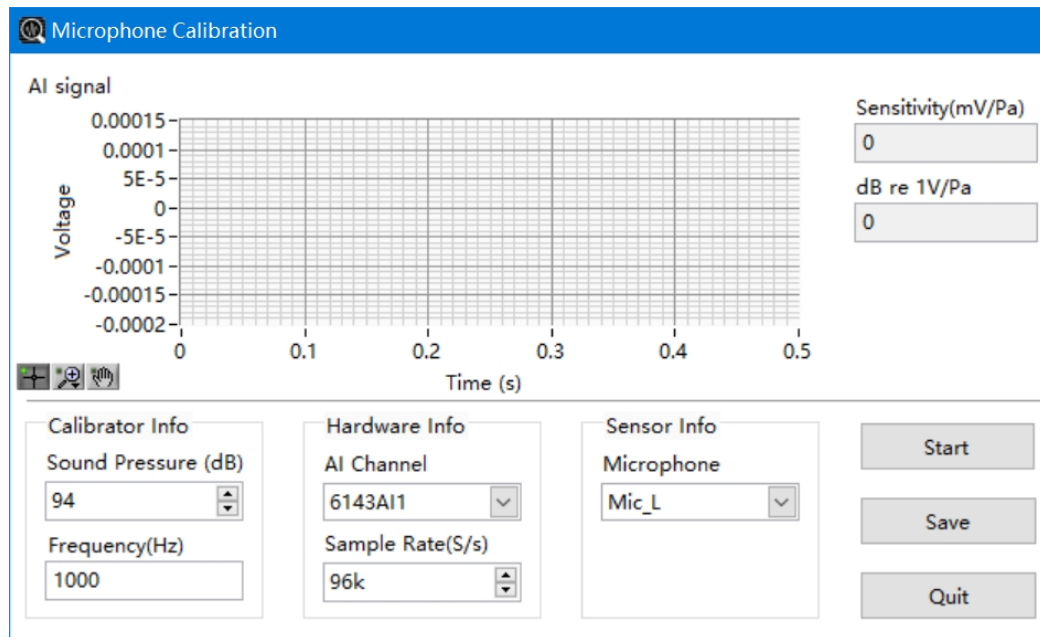 Microphone Calibration
AI signal
Voltage
0.00015
0.0001
5E-5
0
-5E-5
-0.0001
-0.00015
-0.0002
0 0.1 0.2 0.3 0.4 0.5
Time (s)
Sensitivity(mV/Pa)
0
dB re 1V/Pa
0
Calibrator Info
Sound Pressure (dB)
94
Frequency(Hz)
1000
Hardware Info
AI Channel
6143AI1
Sample Rate(S/s)
96k
Sensor Info
Microphone
Mic_L
Start
Save
Quit